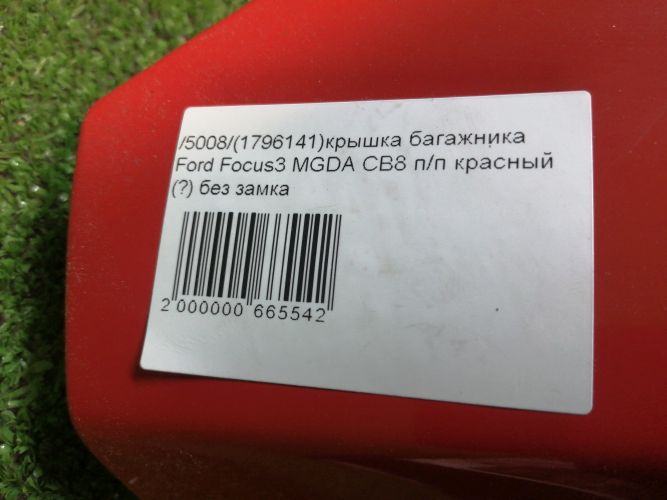 /5008/(1796141)крышка багажника
Ford Focus3 MGDA CB8 п/п красный
(?) без замка
2 000000 665542